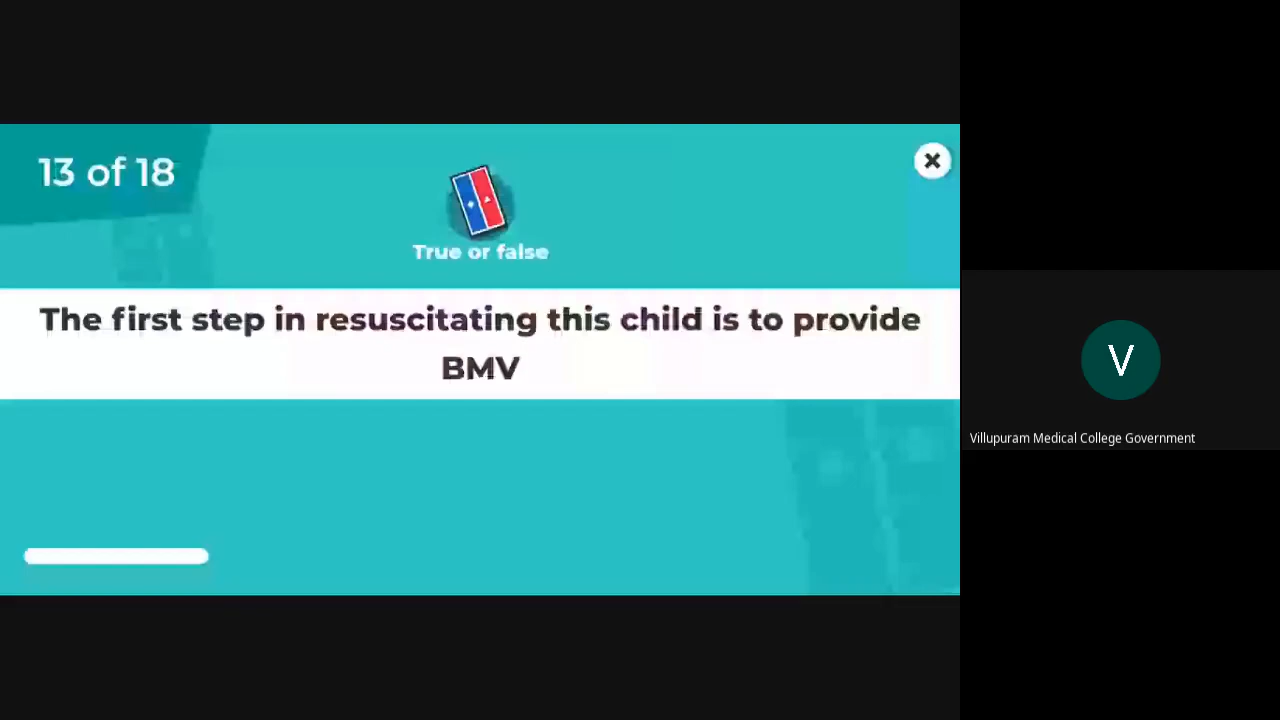 13 of 18
True or false
The first step in resuscitating this child is to provide
BMV
V
Villupuram Medical College Government